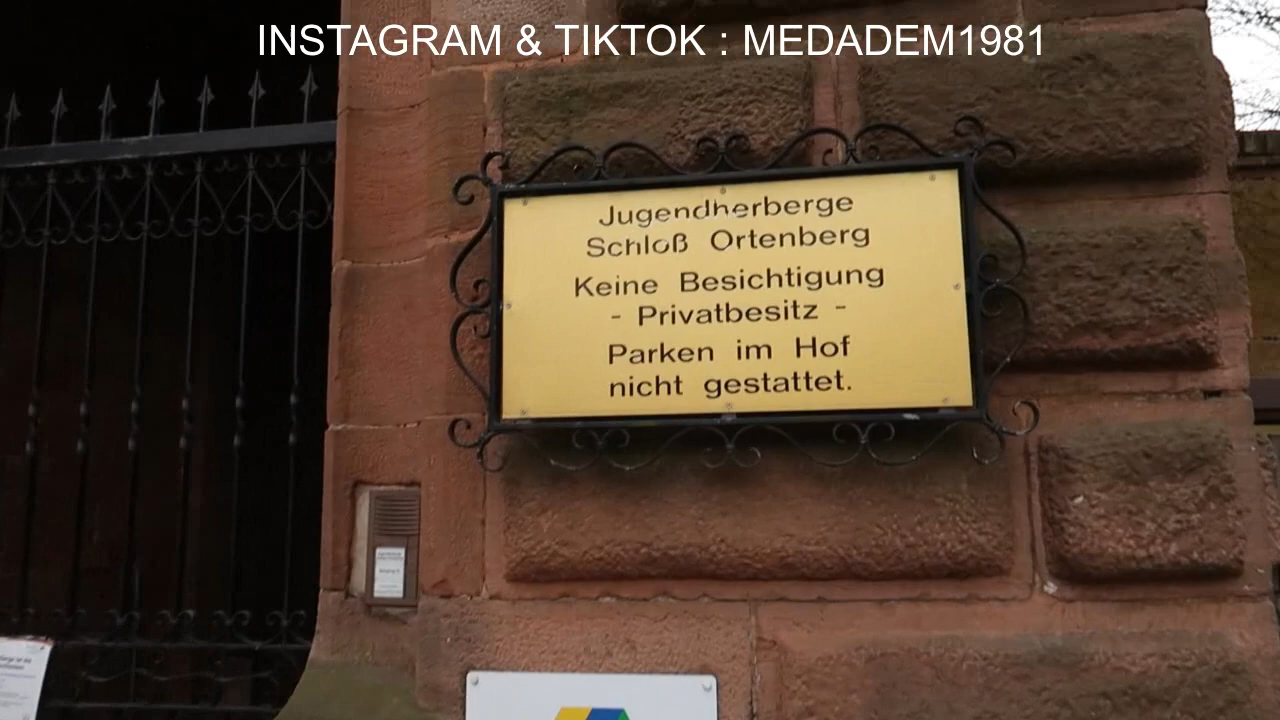 INSTAGRAM & TIKTOK : MEDADEM1981
Jugendherberge
Schloß Ortenberg
Keine Besichtigung
- Privatbesitz -
Parken im Hof
nicht gestattet.